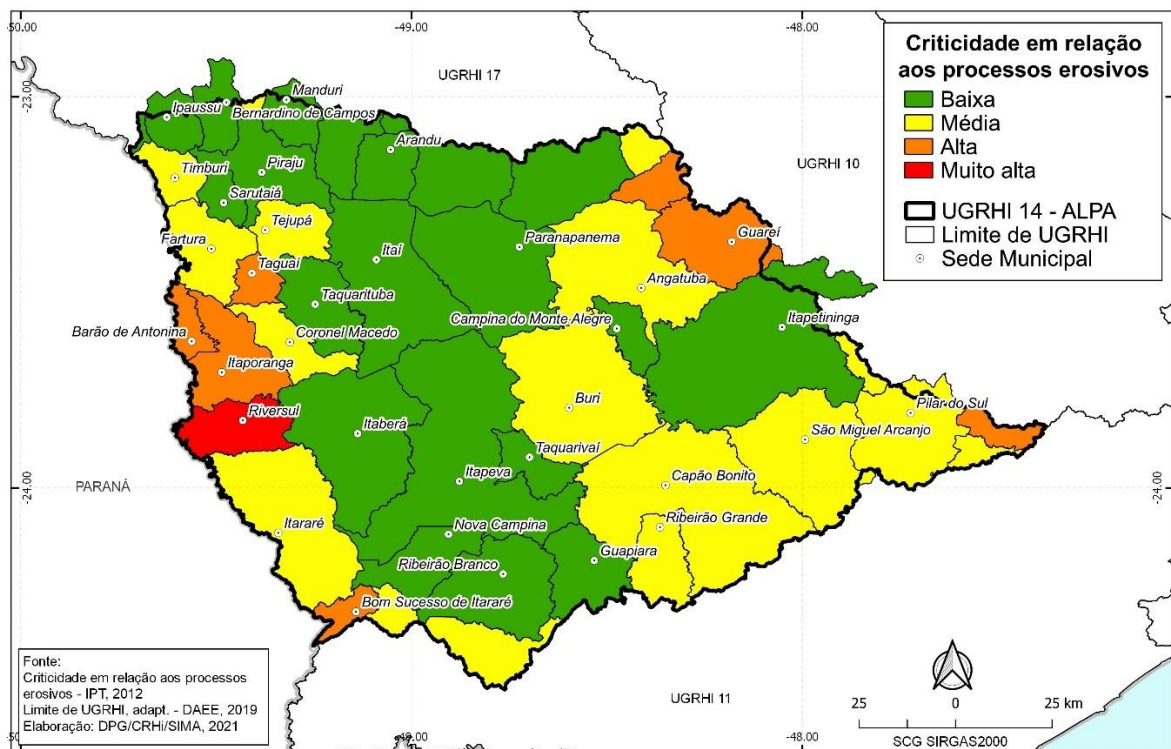 -50.00
-49.00
-48.00
UGRHI 17
Criticidade em relação
aos processos erosivos
Baixa
Média
Alta
Muito alta
UGRHI 14 - ALPA
Limite de UGRHI
Sede Municipal
-23.00
Manduri
Ipaussu
Bernardino de Campos
Arandu
UGRHI 10
Timburi
Piraju
Sarutaiá
Tejupá
Fartura
Guareí
Paranapanema
Itaí
Taguaí
Angatuba
Taquarituba
Campina do Monte Alegre
Itapetininga
Barão de Antonina
Coronel Macedo
Itaporanga
Buri
Pilar do Sul
Riversul
Itaberá
São Miguel Arcanjo
Taquarivaí
Itapeva
Capão Bonito
PARANÁ
-24.00
-24.00
Itararé
Nova Campina
Ribeirão Grande
Guapiara
Ribeirão Branco
Bom Sucesso de Itararé
Fonte:
Criticidade em relação aos processos
erosivos - IPT, 2012
Limite de UGRHI, adapt. - DAEE, 2019
Elaboração: DPG/CRHi/SIMA, 2021
UGRHI 11
25
0
25 km
SCG SIRGAS2000
-49.00
-48.00